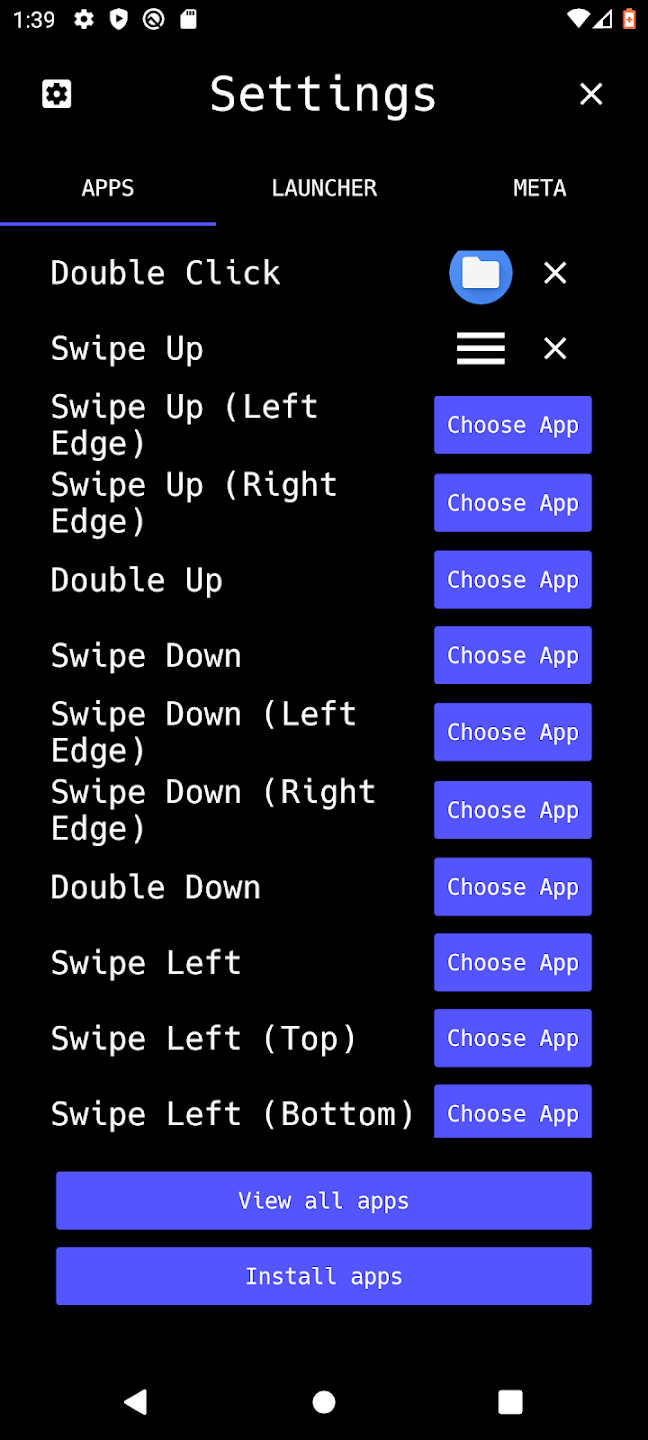 1:39
Settings
APPS
LAUNCHER
META
Double Click
Swipe Up
Swipe Up (Left
Edge)
Choose App
Swipe Up (Right
Edge)
Choose App
Double Up
Choose App
Swipe Down
Choose App
Swipe Down (Left
Edge)
Choose App
Swipe Down (Right
Edge)
Choose App
Double Down
Choose App
Swipe Left
Choose App
Swipe Left (Top)
Choose App
Swipe Left (Bottom)
Choose App
View all apps
Install apps